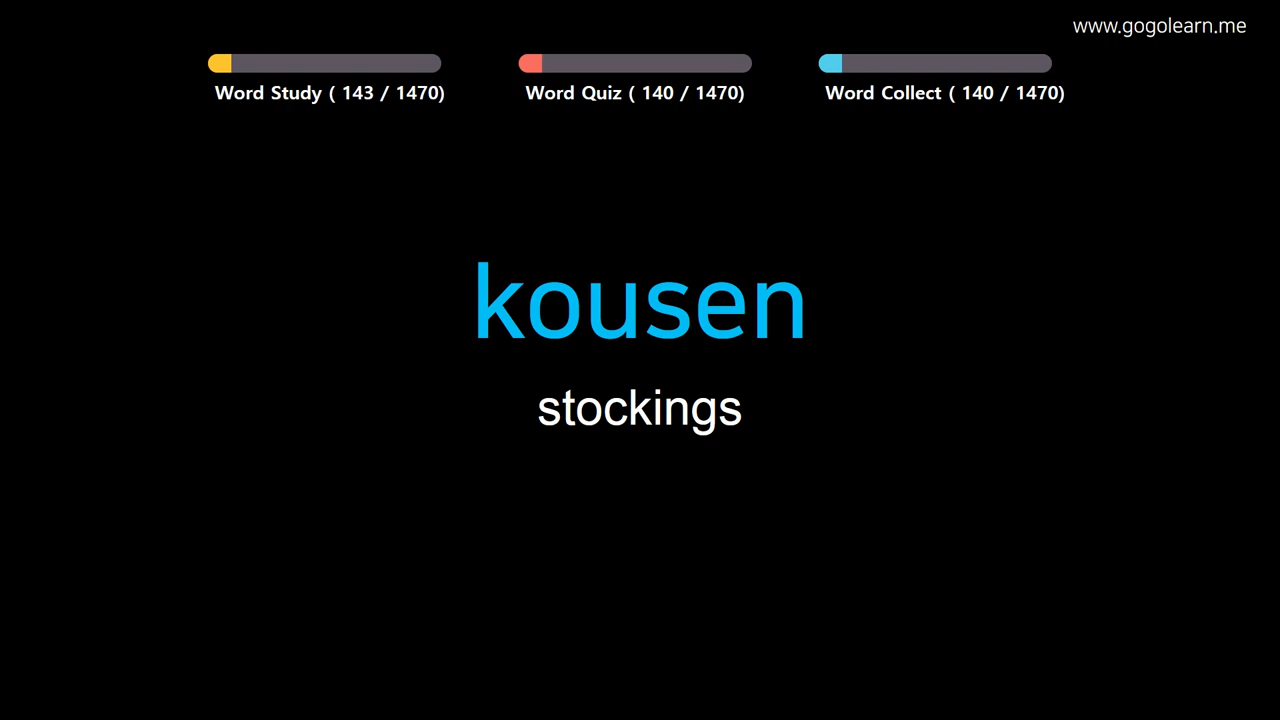 www.gogolearn.me
Word Study ( 143 / 1470)
Word Quiz ( 140 / 1470)
Word Collect ( 140 / 1470)
kousen
stockings